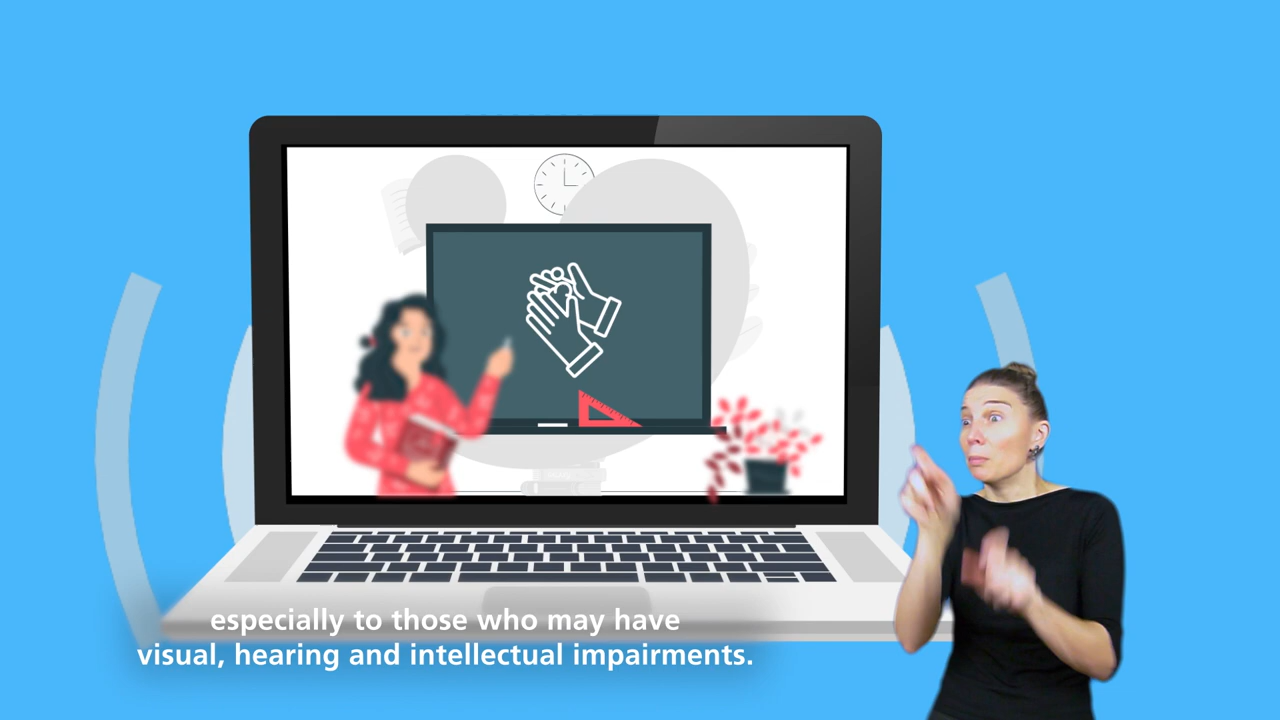 especially to those who may have
visual, hearing and intellectual impairments.